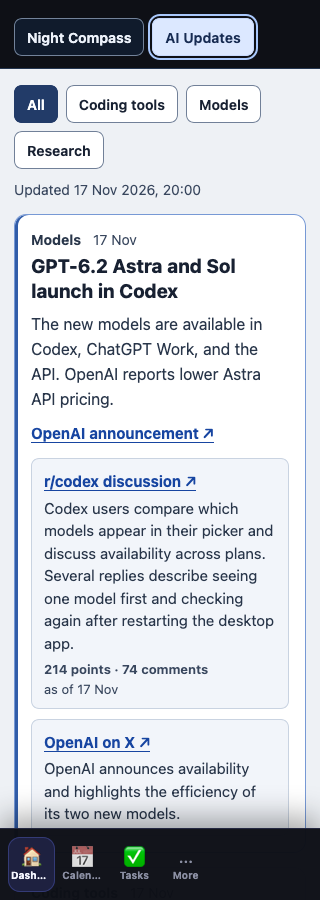 Night Compass
AI Updates
All
Coding tools
Models
Research
Updated 17 Nov 2026, 20:00
Models 17 Nov
GPT-6.2 Astra and Sol
launch in Codex
The new models are available in
Codex, ChatGPT Work, and the
API. OpenAI reports lower Astra
API pricing.
OpenAI announcement ↗
r/codex discussion ↗
Codex users compare which
models appear in their picker and
discuss availability across plans.
Several replies describe seeing
one model first and checking
again after restarting the desktop
app.
214 points · 74 comments
as of 17 Nov
OpenAI on X ↗
OpenAI announces availability
and highlights the efficiency of
its two new models.
Dash...
Calen...
Tasks
More